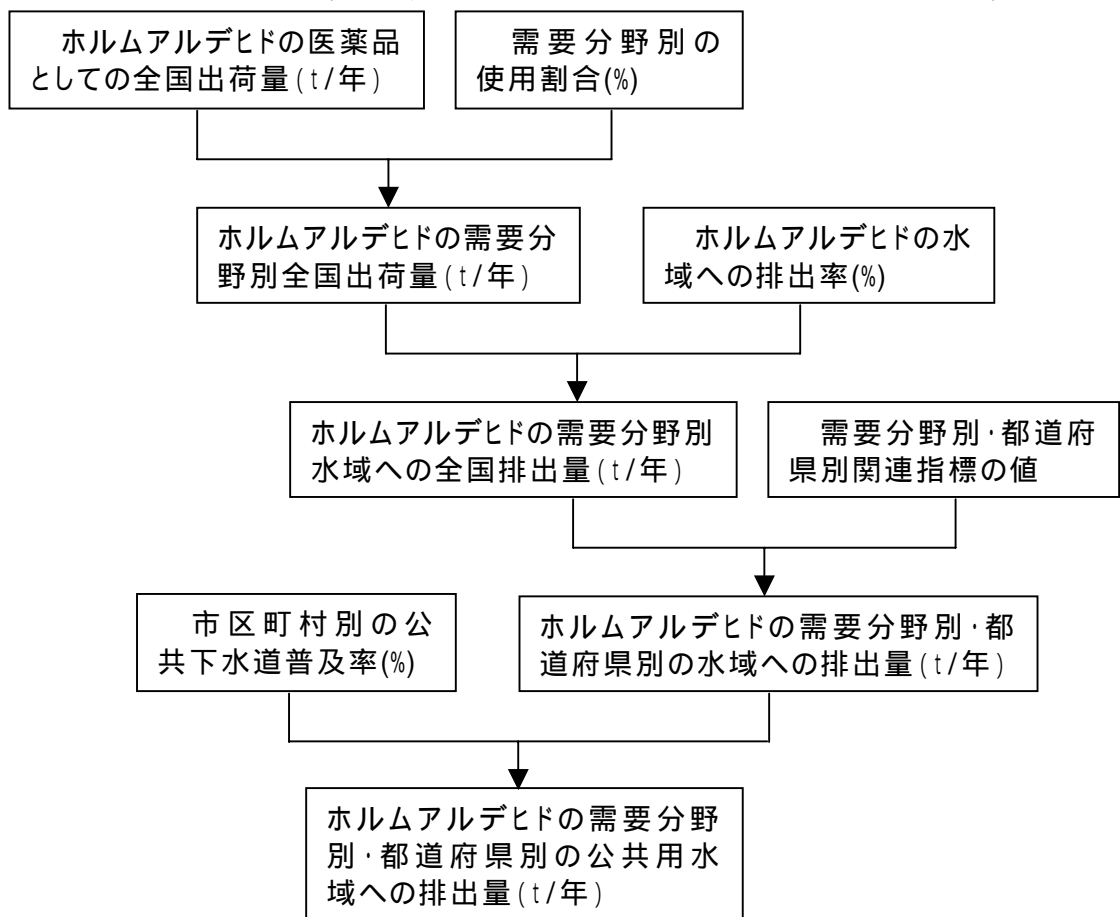 ホルムアルデヒドの医薬品
としての全国出荷量(t/年)
需要分野別の
使用割合(%)
ホルムアルデヒドの需要分
野別全国出荷量(t/年)
ホルムアルデヒドの水
域への排出率(%)
ホルムアルデヒドの需要分野別
水域への全国排出量(t/年)
需要分野別・都道府
県別関連指標の値
市区町村別の公
共下水道普及率(%)
ホルムアルデヒドの需要分野別・都
道府県別の水域への排出量(t/年)
ホルムアルデヒドの需要分野
別・都道府県別の公共用水
域への排出量(t/年)